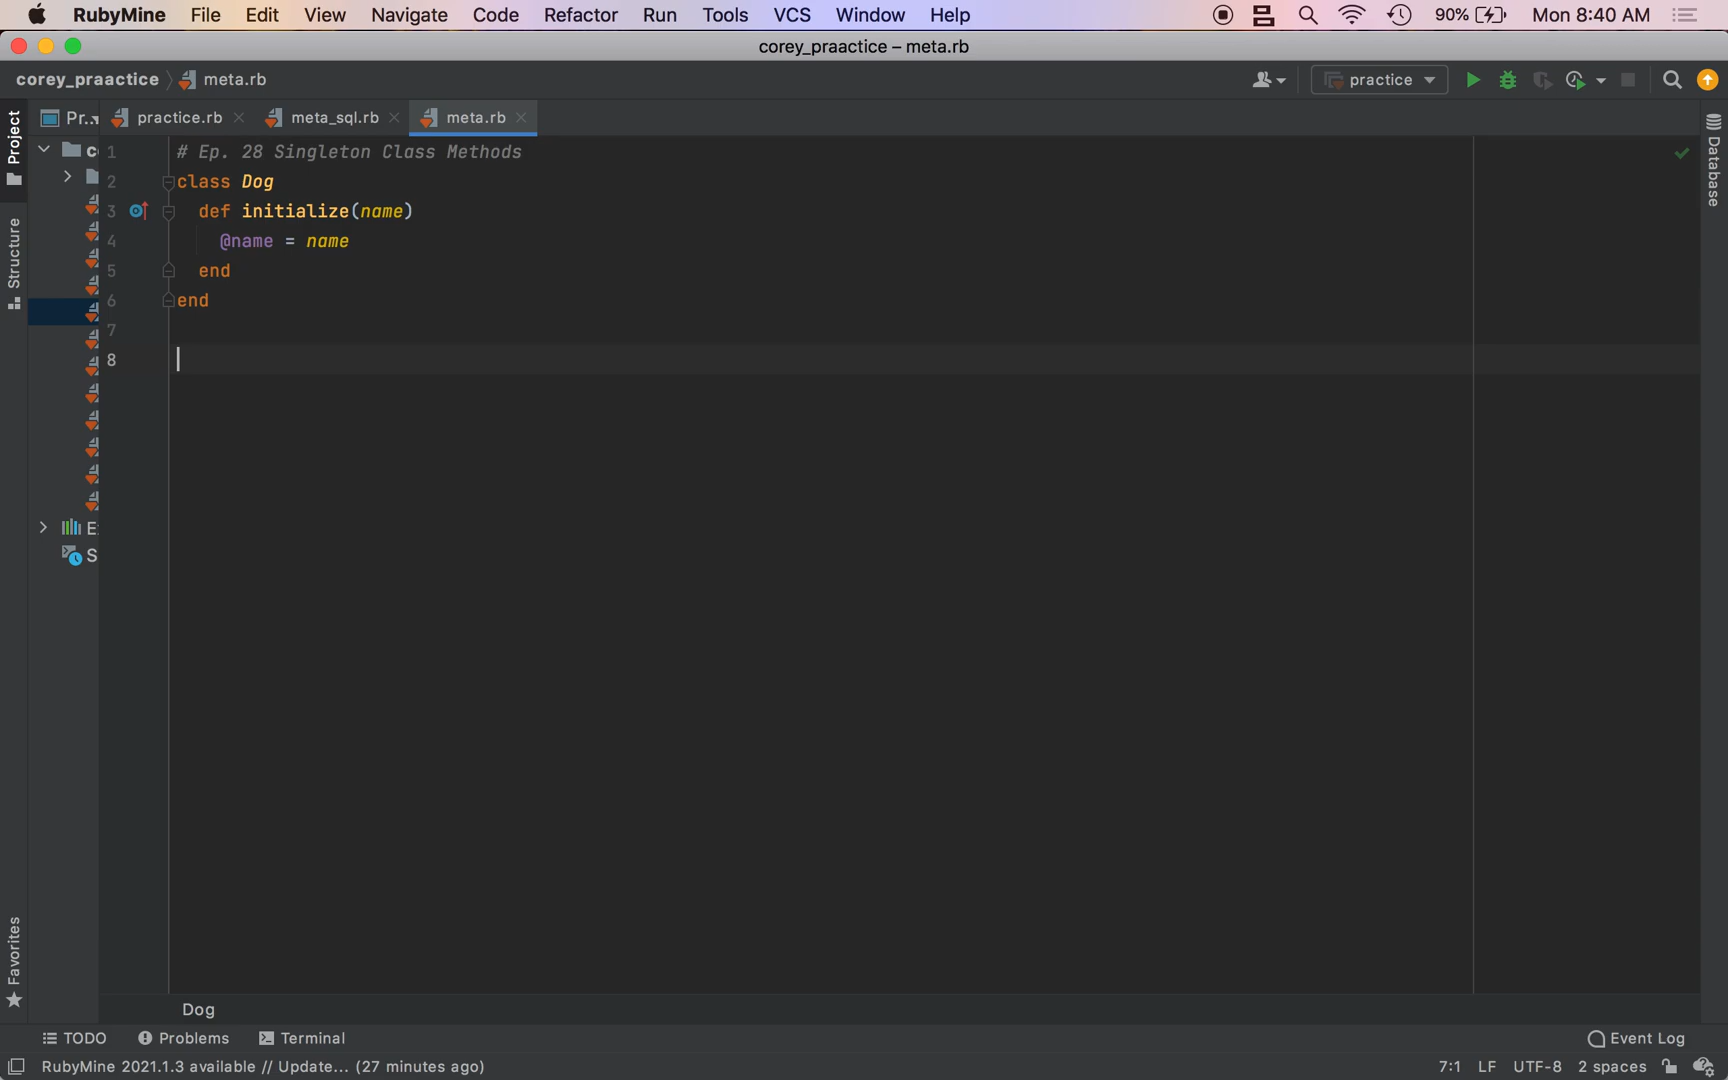 RubyMine File Edit View Navigate Code Refactor Run Tools VCS Window Help 90% Mon 8:40 AM
corey_praactice – meta.rb
corey_praactice meta.rb practice
Project
Structure
Favorites
Database
Pr... practice.rb meta_sql.rb meta.rb
c
E
S
1 # Ep. 28 Singleton Class Methods
2 class Dog
3 def initialize(name)
4 @name = name
5 end
6 end
7
8
Dog
TODO Problems Terminal Event Log
RubyMine 2021.1.3 available // Update... (27 minutes ago) 7:1 LF UTF-8 2 spaces